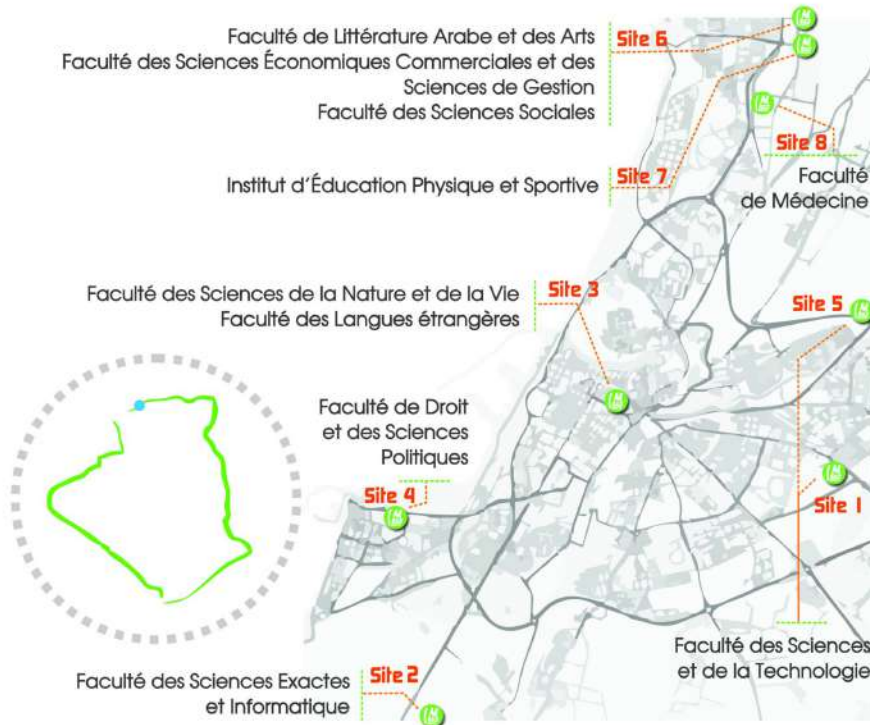 Faculté de Littérature Arabe et des Arts
Faculté des Sciences Économiques Commerciales et des
Sciences de Gestion
Faculté des Sciences Sociales
Site 6
Site 8
Faculté
de Médecine
Institut d'Éducation Physique et Sportive
Site 7
Faculté des Sciences de la Nature et de la Vie
Faculté des Langues étrangères
Site 3
Site 5
Faculté de Droit
et des Sciences
Politiques
Site 4
Site 1
Faculté des Sciences
et de la Technologie
Faculté des Sciences Exactes
et Informatique
Site 2